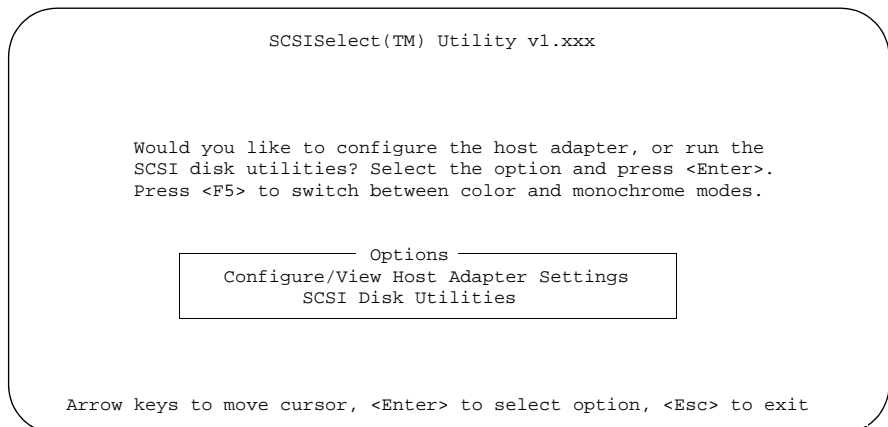 SCSISelect(TM) Utility v1.xxx
Would you like to configure the host adapter, or run the
SCSI disk utilities? Select the option and press <Enter>.
Press <F5> to switch between color and monochrome modes.
Options
Configure/View Host Adapter Settings
SCSI Disk Utilities
Arrow keys to move cursor, <Enter> to select option, <Esc> to exit